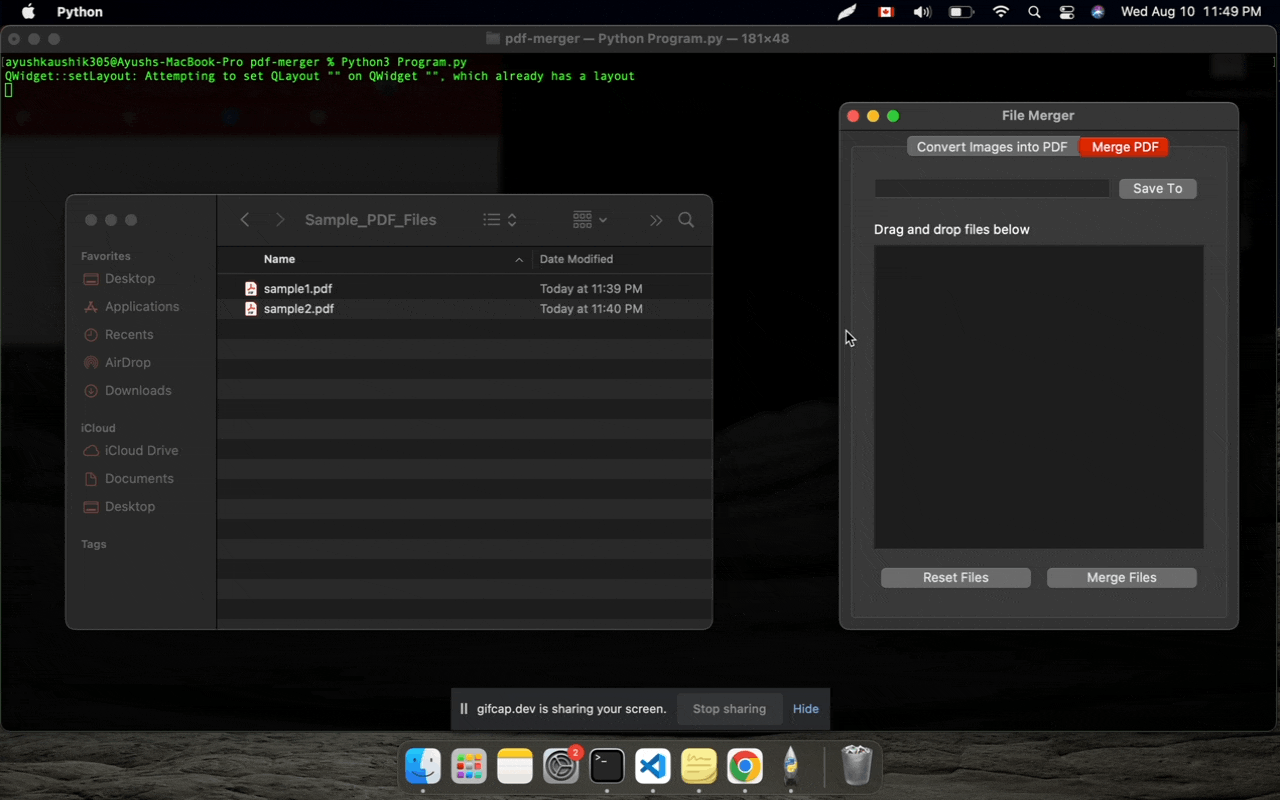 Python
Wed Aug 10 11:49 PM
pdf-merger — Python Program.py — 181×48
[ayushkaushik305@Ayushs-MacBook-Pro pdf-merger % Python3 Program.py
QWidget::setLayout: Attempting to set QLayout "" on QWidget "", which already has a layout
File Merger
Convert Images into PDF
Merge PDF
Save To
Drag and drop files below
Reset Files
Merge Files
Sample_PDF_Files
Favorites
Desktop
Applications
Recents
AirDrop
Downloads
iCloud
iCloud Drive
Documents
Desktop
Tags
Name
Date Modified
sample1.pdf
Today at 11:39 PM
sample2.pdf
Today at 11:40 PM
gifcap.dev is sharing your screen.
Stop sharing
Hide
2
>_